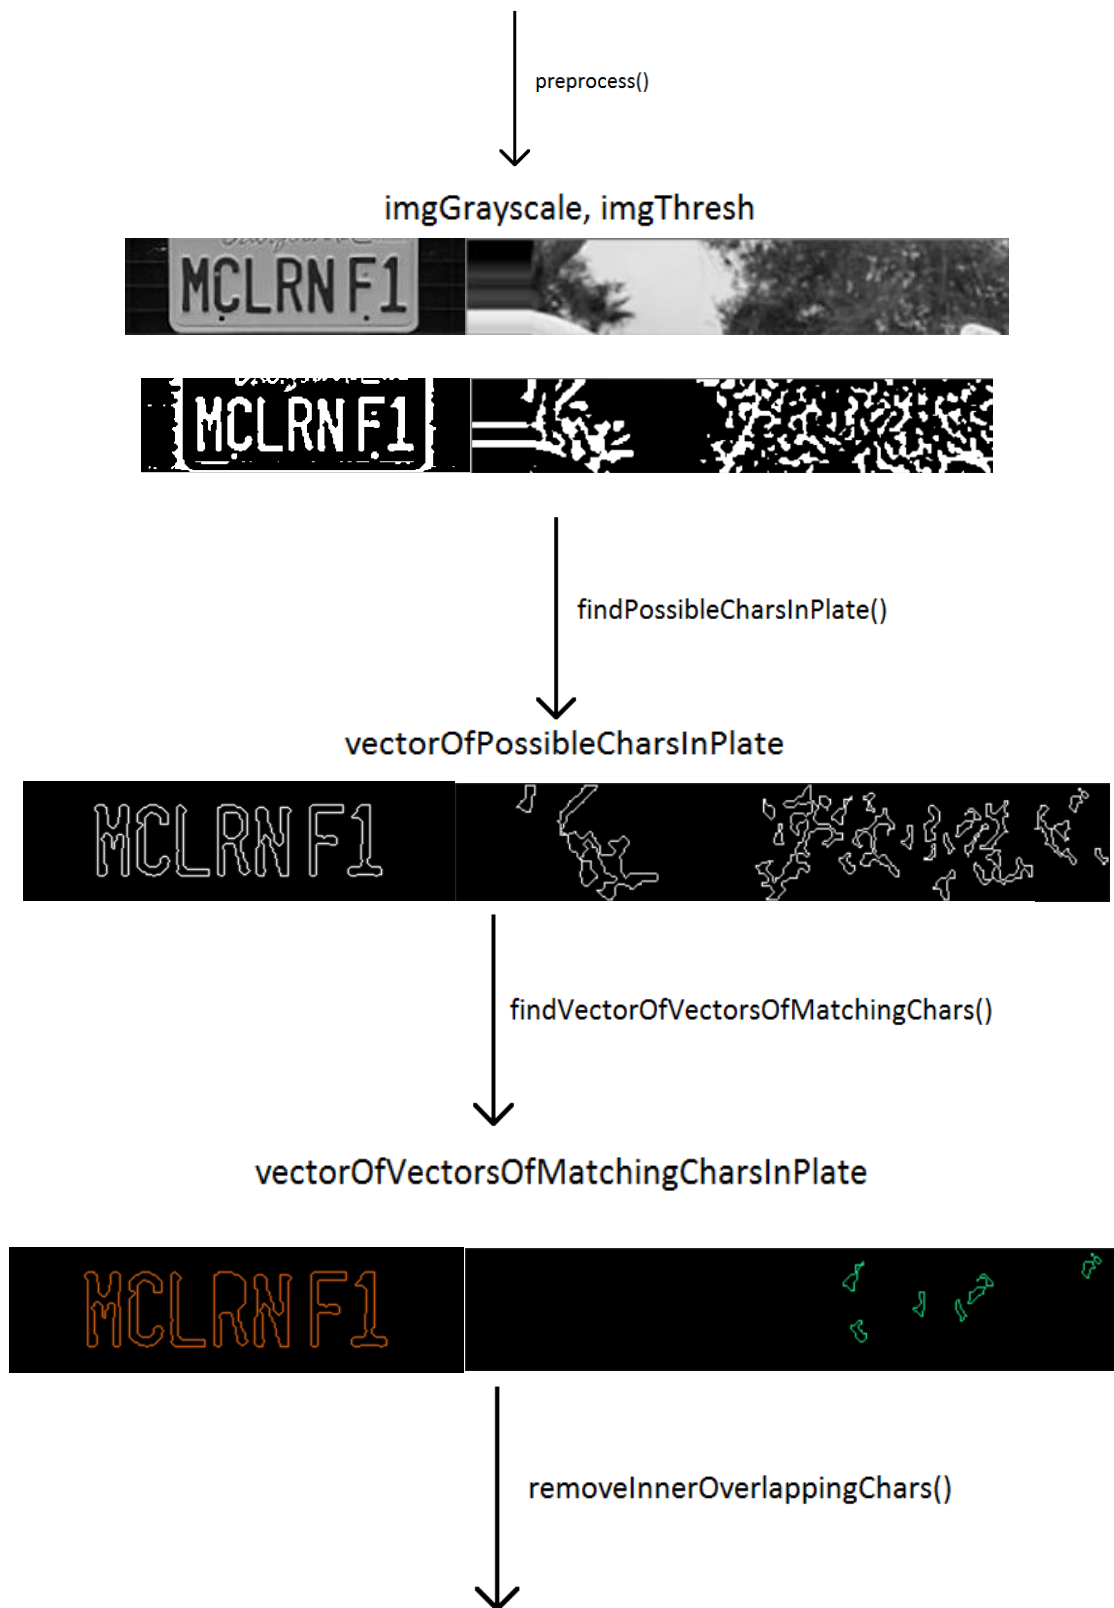 preprocess()
imgGrayscale, imgThresh
MCLRN F1
MCLRN F1
findPossibleCharsInPlate()
vectorOfPossibleCharsInPlate
MCLRN F1
findVectorOfVectorsOfMatchingChars()
vectorOfVectorsOfMatchingCharsInPlate
MCLRN F1
removeInnerOverlappingChars()